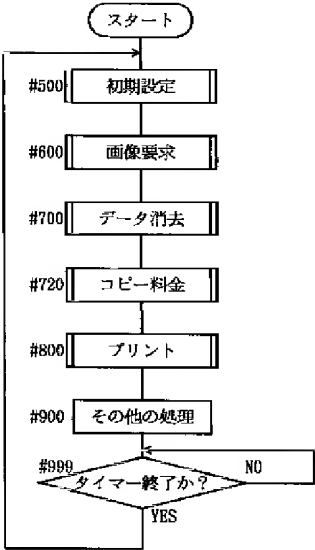 スタート
#500 初期設定
#600 画像要求
#700 データ消去
#720 コピー料金
#800 プリント
#900 その他の処理
#999 タイマー終了か?
NO
YES